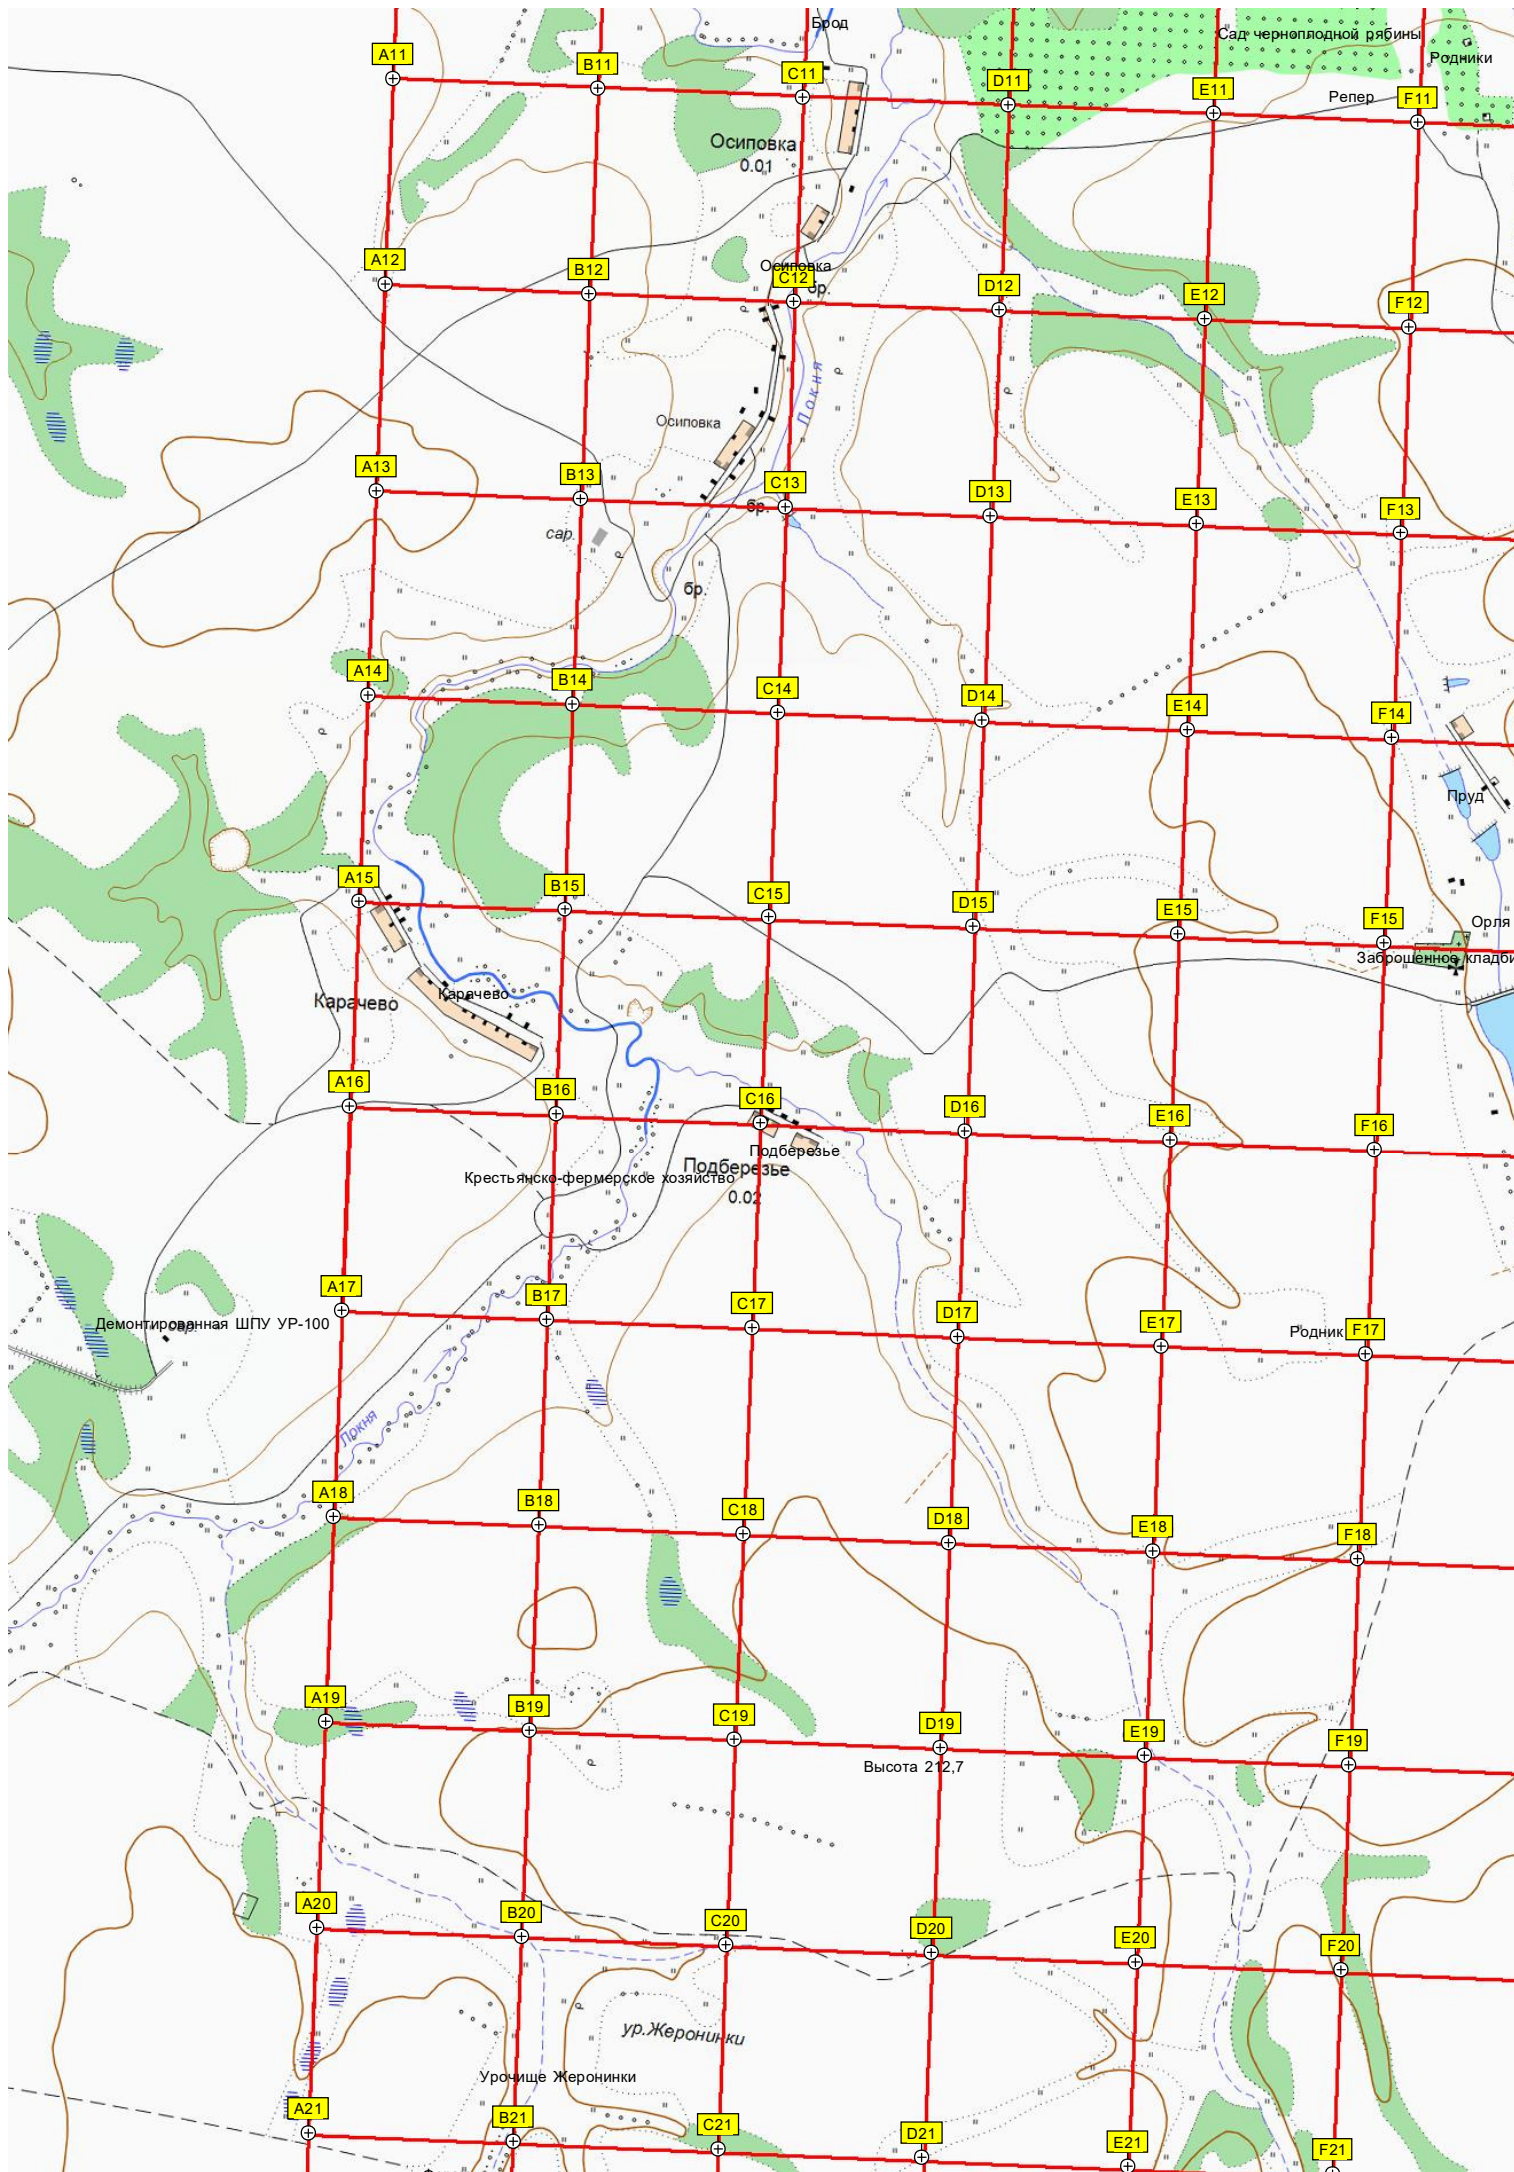 Брод
Сад черноплодной рябины
Родники
A11
B11
C11
D11
E11
F11
Репер
Осиповка
0.01
A12
B12
Осиповка
C12
бр.
D12
E12
F12
Локня
Осиповка
A13
B13
C13
D13
E13
F13
бр.
сар.
бр.
A14
B14
C14
D14
E14
F14
Пруд
A15
B15
C15
D15
E15
F15
Орля
Заброшенное кладби
Карачево
Карачево
A16
B16
C16
D16
E16
F16
Подберезье
Подберезье
Крестьянско-фермерское хозяйство
0.02
A17
B17
C17
D17
E17
F17
Родник
Демонтированная ШПУ УР-100
сар.
Локня
A18
B18
C18
D18
E18
F18
A19
B19
C19
D19
E19
F19
Высота 212,7
A20
B20
C20
D20
E20
F20
ур.Жеронинки
Урочище Жеронинки
A21
B21
C21
D21
E21
F21